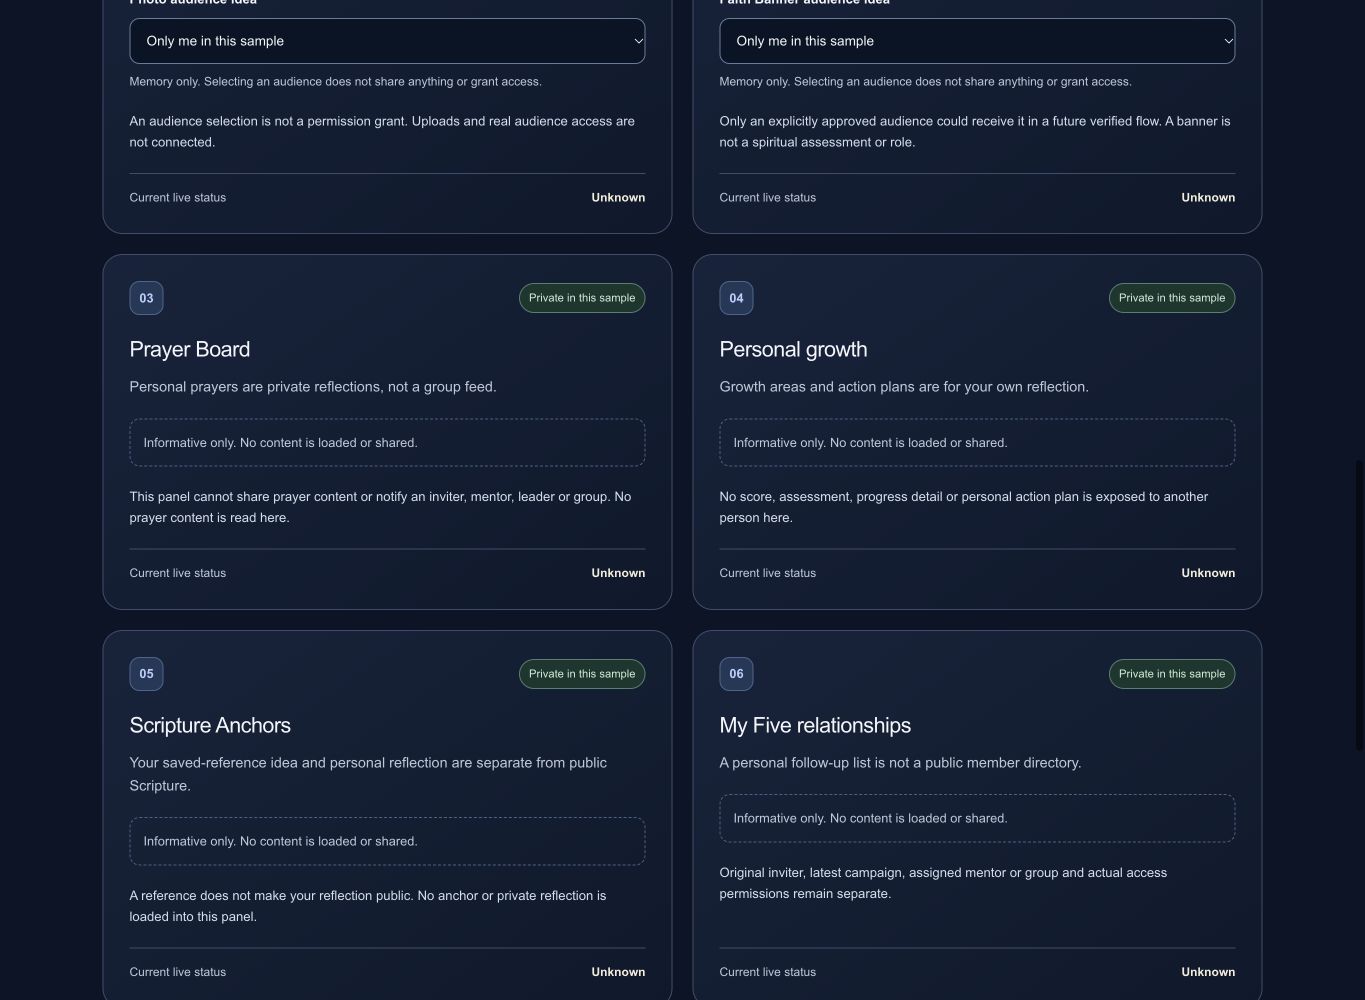 Photo audience idea
Only me in this sample
Memory only. Selecting an audience does not share anything or grant access.
An audience selection is not a permission grant. Uploads and real audience access are
not connected.
Current live status
Unknown
Faith Banner audience idea
Only me in this sample
Memory only. Selecting an audience does not share anything or grant access.
Only an explicitly approved audience could receive it in a future verified flow. A banner is
not a spiritual assessment or role.
Current live status
Unknown
03
Private in this sample
Prayer Board
Personal prayers are private reflections, not a group feed.
Informative only. No content is loaded or shared.
This panel cannot share prayer content or notify an inviter, mentor, leader or group. No
prayer content is read here.
Current live status
Unknown
04
Private in this sample
Personal growth
Growth areas and action plans are for your own reflection.
Informative only. No content is loaded or shared.
No score, assessment, progress detail or personal action plan is exposed to another
person here.
Current live status
Unknown
05
Private in this sample
Scripture Anchors
Your saved-reference idea and personal reflection are separate from public
Scripture.
Informative only. No content is loaded or shared.
A reference does not make your reflection public. No anchor or private reflection is
loaded into this panel.
Current live status
Unknown
06
Private in this sample
My Five relationships
A personal follow-up list is not a public member directory.
Informative only. No content is loaded or shared.
Original inviter, latest campaign, assigned mentor or group and actual access
permissions remain separate.
Current live status
Unknown